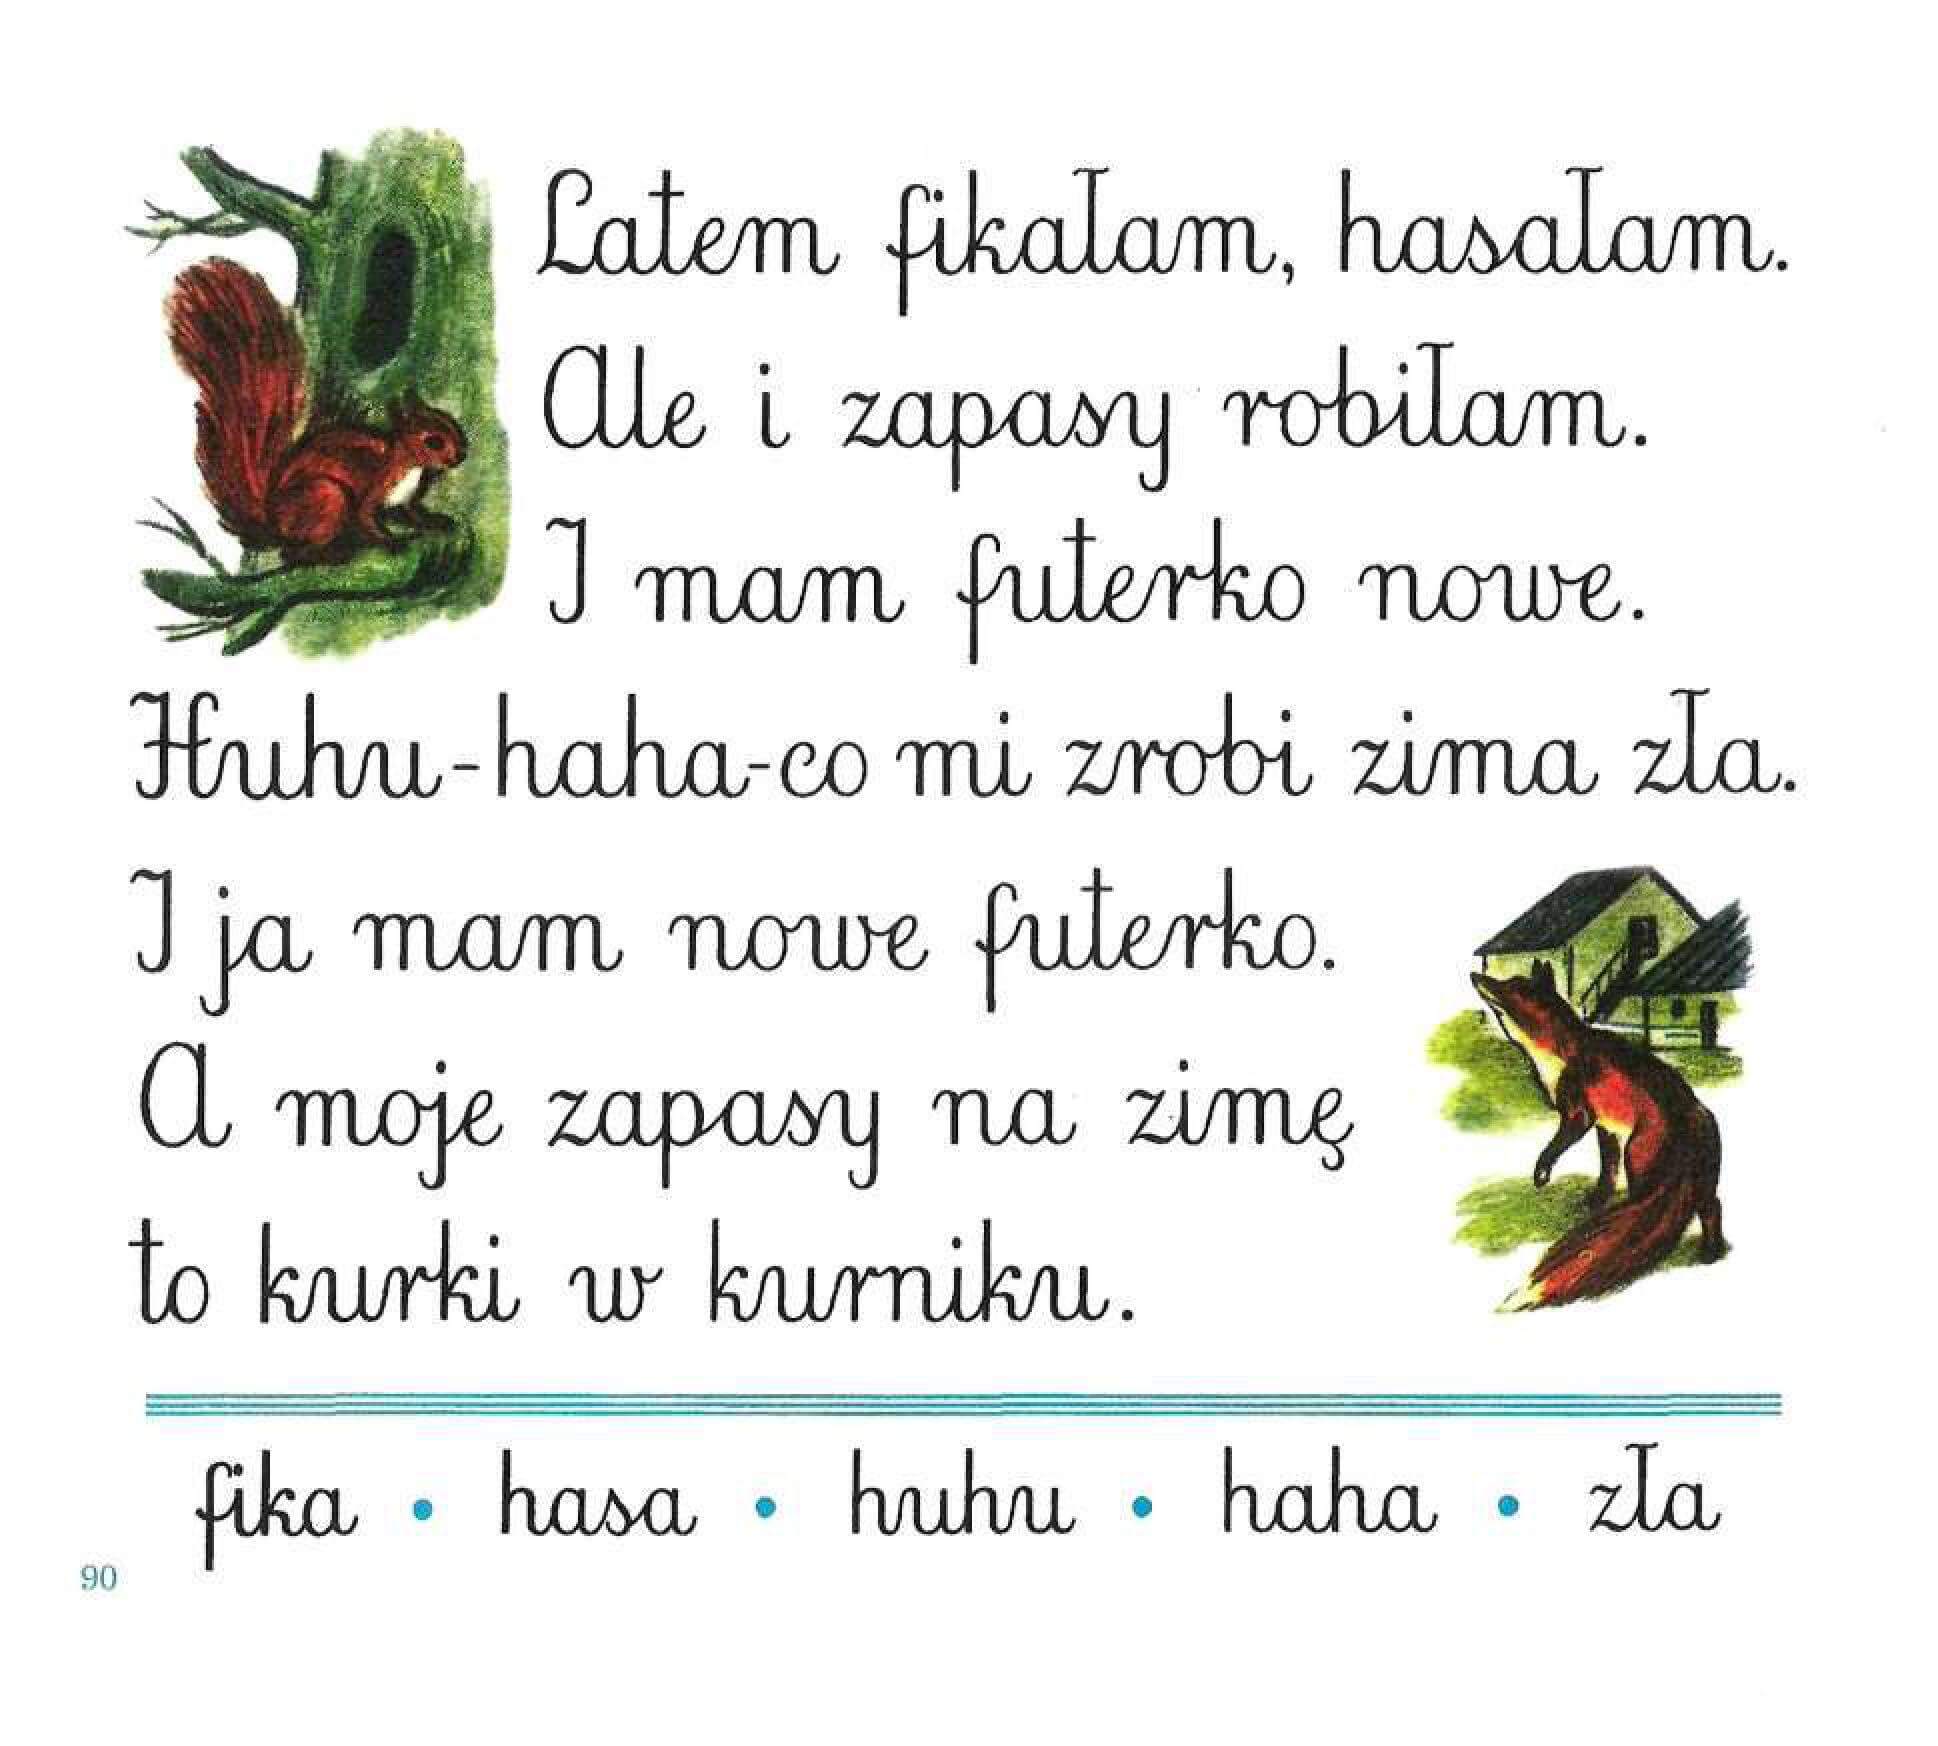 Latem fikałam, hasałam.
Ale i zapasy robiłam.
I mam futerko nowe.
Huhu-haha-co mi zrobi zima zła.
I ja mam nowe futerko.
A moje zapasy na zimę
to kurki w kurniku.
fika • hasa • huhu • haha • zła
90